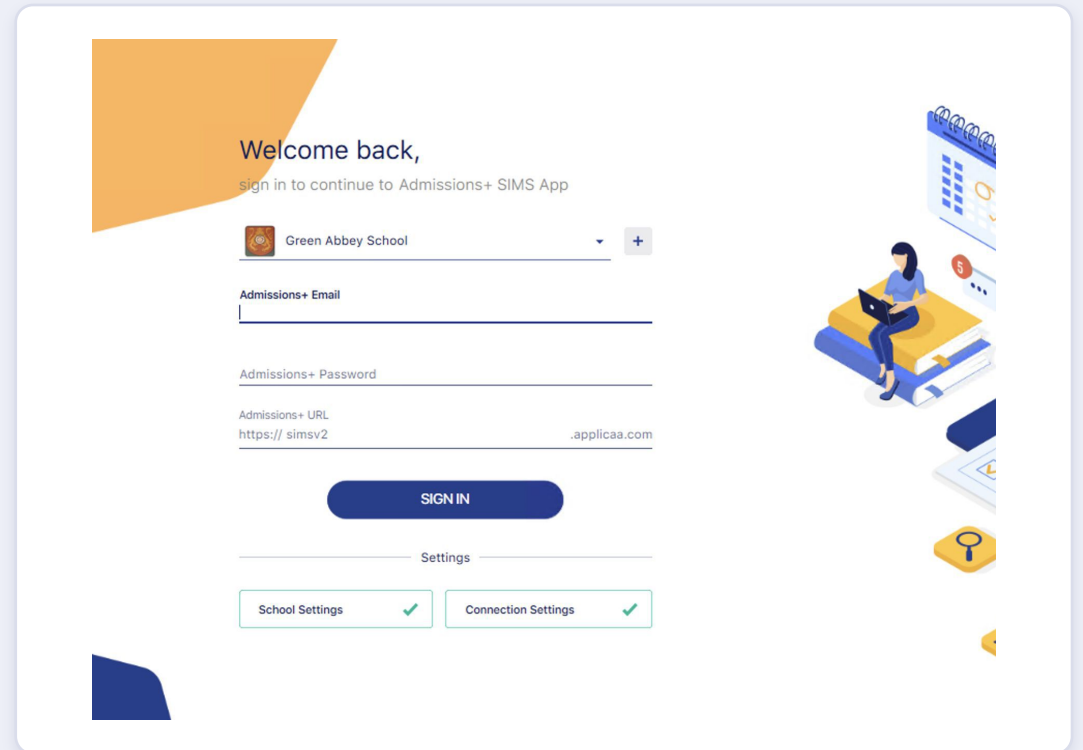 Welcome back,
sign in to continue to Admissions+ SIMS App
Green Abbey School
+
Admissions+ Email
Admissions+ Password
Admissions+ URL
https:// simsv2 .applicaa.com
SIGN IN
Settings
School Settings
Connection Settings
5